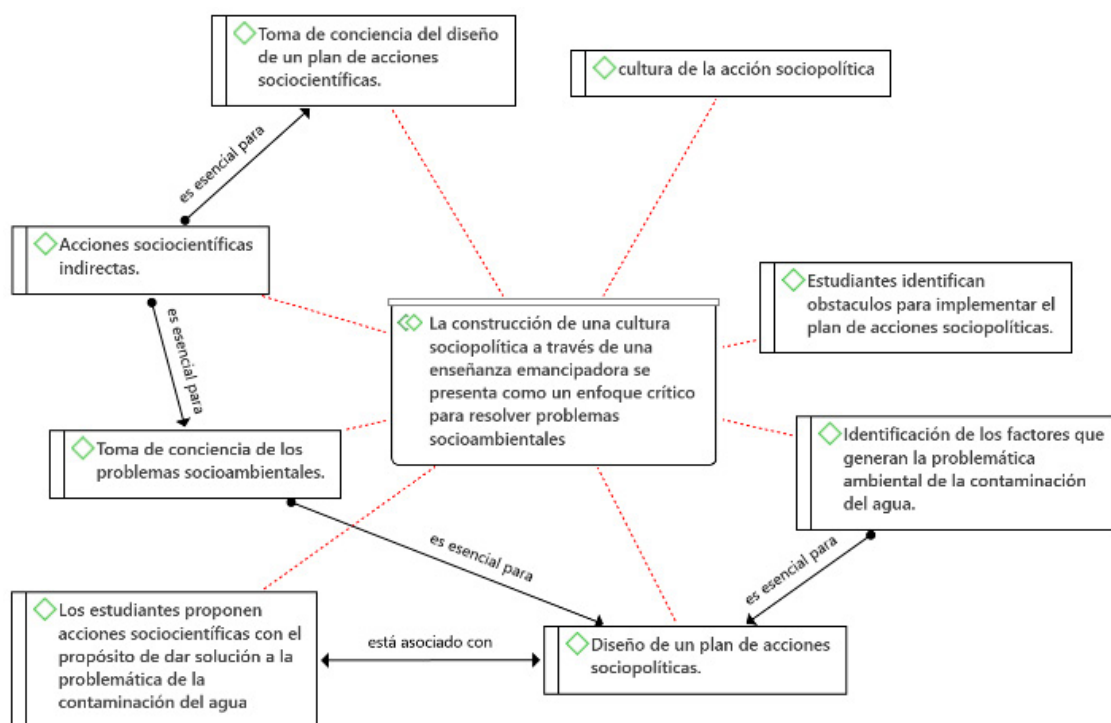 Toma de conciencia del diseño
de un plan de acciones
sociocientíficas.
cultura de la acción sociopolítica
es esencial para
Acciones sociocientíficas
indirectas.
Estudiantes identifican
obstaculos para implementar el
plan de acciones sociopolíticas.
es esencial para
La construcción de una cultura
sociopolítica a través de una
enseñanza emancipadora se
presenta como un enfoque crítico
para resolver problemas
socioambientales
Toma de conciencia de los
problemas socioambientales.
Identificación de los factores que
generan la problemática
ambiental de la contaminación
del agua.
es esencial para
es esencial para
Los estudiantes proponen
acciones sociocientíficas con el
propósito de dar solución a la
problemática de la
contaminación del agua
está asociado con
Diseño de un plan de acciones
sociopolíticas.